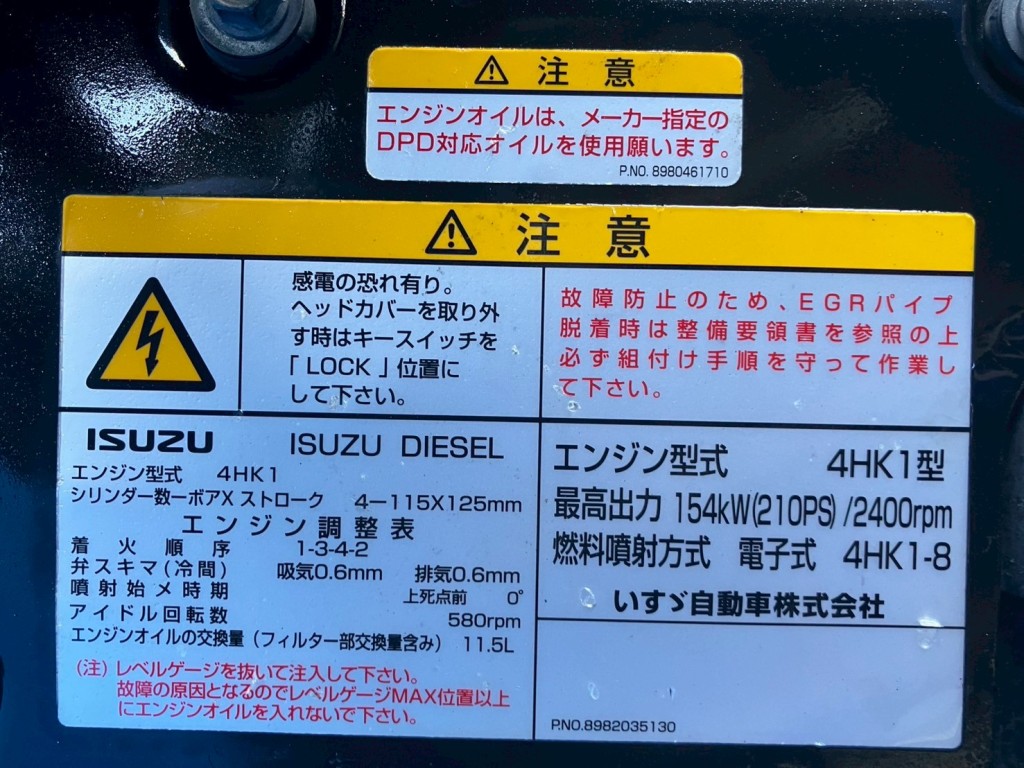 ⚠ 注 意
エンジンオイルは、メーカー指定の
DPD対応オイルを使用願います。
P.NO. 8980461710
⚠ 注 意
感電の恐れ有り。
ヘッドカバーを取り外
す時はキースイッチを
「 LOCK 」位置に
して下さい。
故障防止のため、EGRパイプ
脱着時は整備要領書を参照の上
必ず組付け手順を守って作業し
て下さい。
ISUZU ISUZU DIESEL
エンジン型式 4HK1
シリンダー数ーボアX ストローク 4ー115X125mm
エンジン調整表
着火順序 1-3-4-2
弁スキマ(冷間) 吸気0.6mm 排気0.6mm
噴射始メ時期 上死点前 0°
アイドル回転数 580rpm
エンジンオイルの交換量（フィルター部交換量含み） 11.5L
(注) レベルゲージを抜いて注入して下さい。
故障の原因となるのでレベルゲージMAX位置以上
にエンジンオイルを入れないで下さい。
エンジン型式 4HK1型
最高出力 154kW(210PS) /2400rpm
燃料噴射方式 電子式 4HK1-8
いすゞ自動車株式会社
P.NO.8982035130